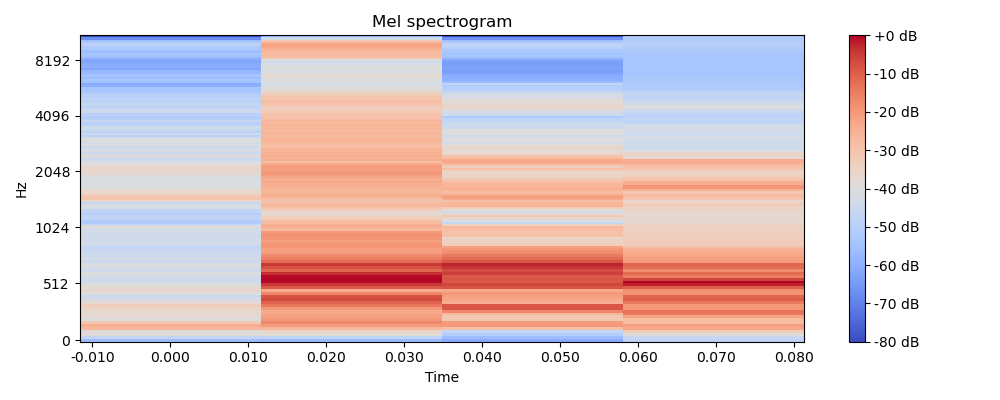 Mel spectrogram
Hz
8192
4096
2048
1024
512
0
-0.010 0.000 0.010 0.020 0.030 0.040 0.050 0.060 0.070 0.080
Time
+0 dB
-10 dB
-20 dB
-30 dB
-40 dB
-50 dB
-60 dB
-70 dB
-80 dB